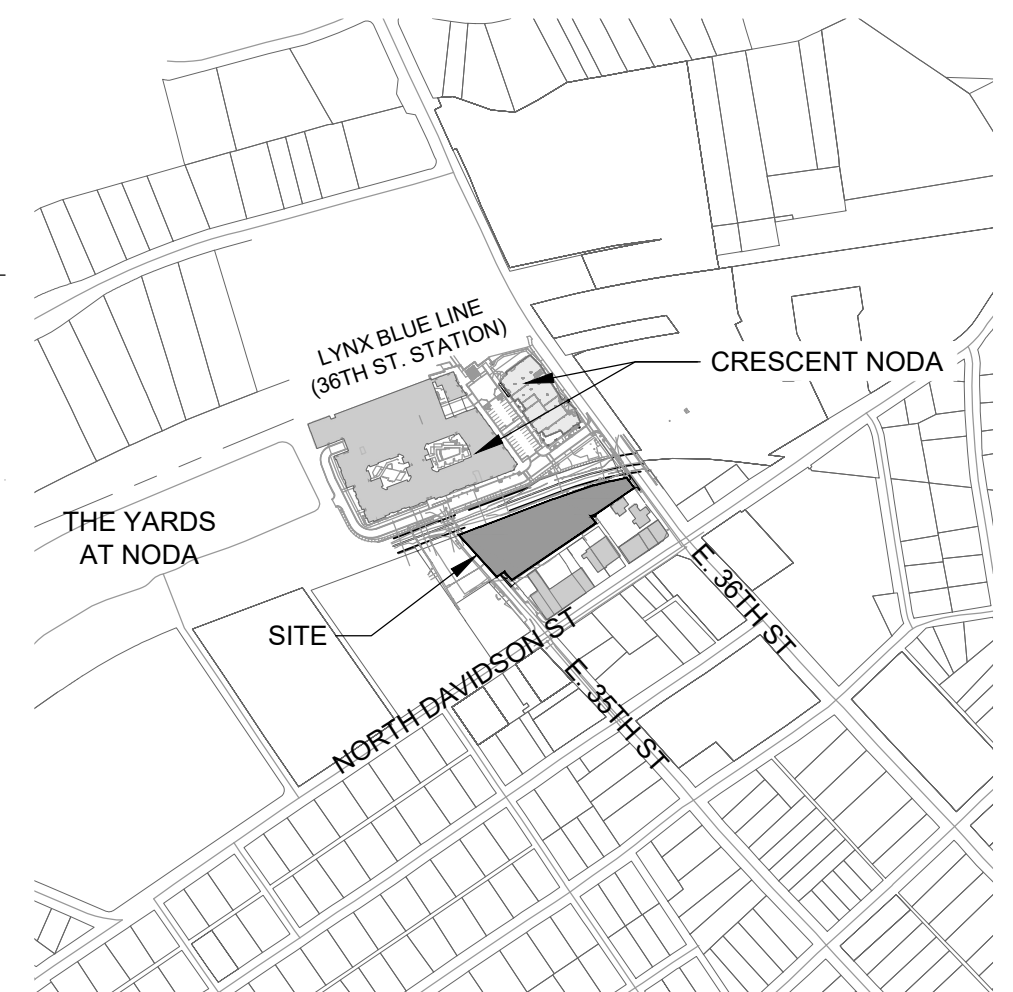 LYNX BLUE LINE
(36TH ST. STATION)
CRESCENT NODA
THE YARDS
AT NODA
SITE
E. 36TH ST
NORTH DAVIDSON ST
E. 35TH ST